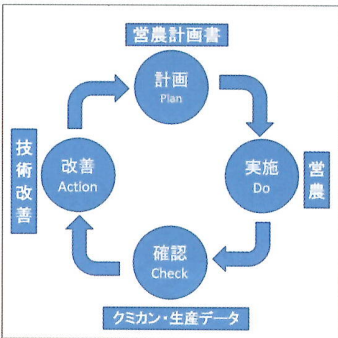 営農計画書
計画
Plan
実施
Do
営農
確認
Check
クミカン・生産データ
改善
Action
技術改善